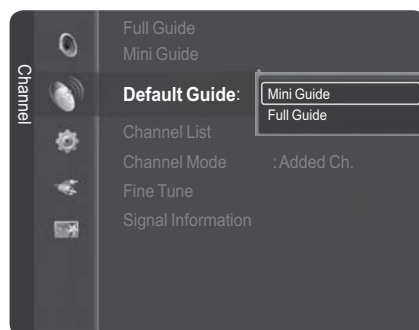 Channel
Full Guide
Mini Guide
Default Guide:
Mini Guide
Full Guide
Channel List
Channel Mode : Added Ch.
Fine Tune
Signal Information